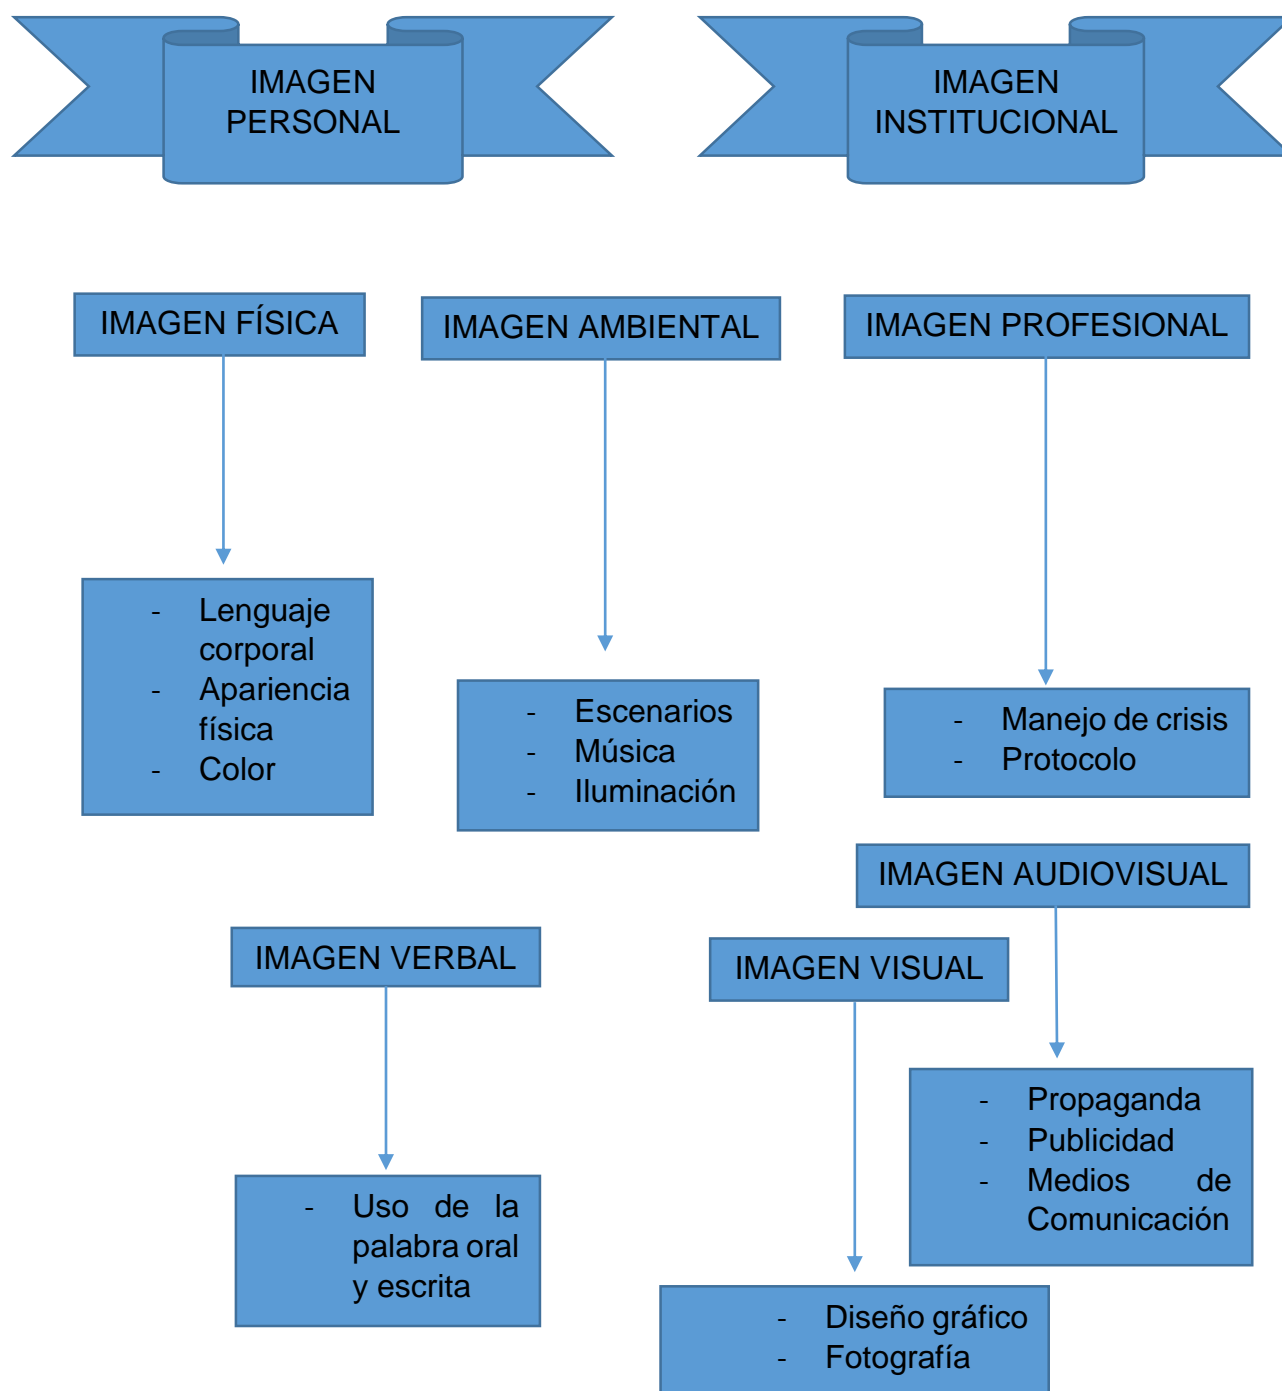 IMAGEN
PERSONAL
IMAGEN
INSTITUCIONAL
IMAGEN FÍSICA
IMAGEN AMBIENTAL
IMAGEN PROFESIONAL
- Lenguaje
corporal
- Apariencia
física
- Color
- Escenarios
- Música
- Iluminación
- Manejo de crisis
- Protocolo
IMAGEN AUDIOVISUAL
IMAGEN VERBAL
IMAGEN VISUAL
- Propaganda
- Publicidad
- Medios de
Comunicación
- Uso de la
palabra oral
y escrita
- Diseño gráfico
- Fotografía